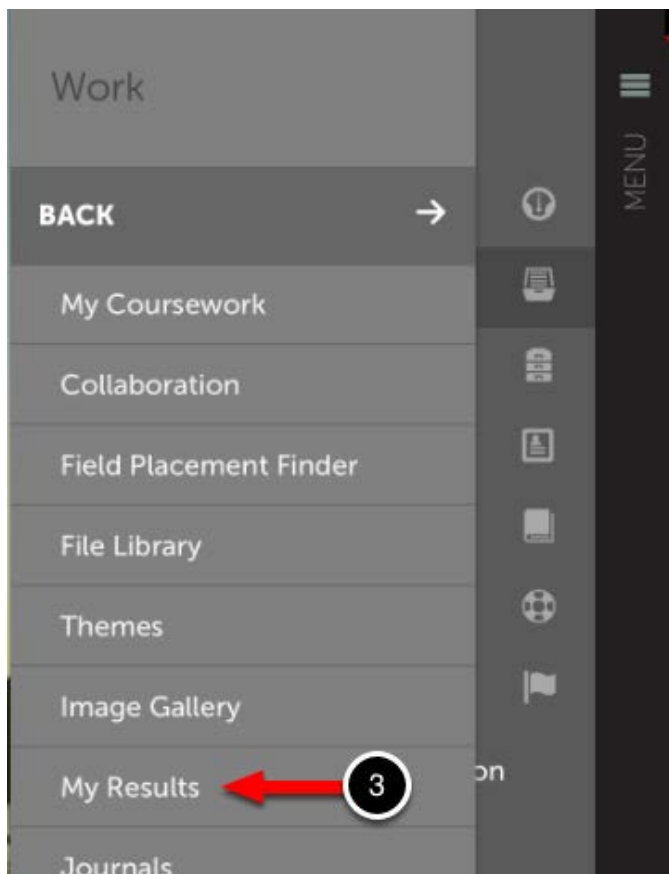 Work
MENU
BACK
My Coursework
Collaboration
Field Placement Finder
File Library
Themes
Image Gallery
My Results
3
on
Journals